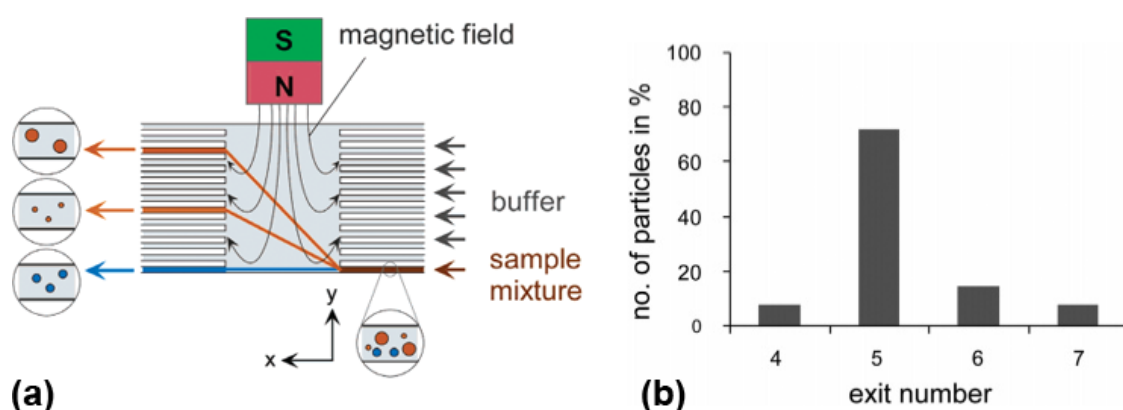 S
N
magnetic field
buffer
sample
mixture
y
x
(a)
no. of particles in %
100
80
60
40
20
0
4 5 6 7
exit number
(b)